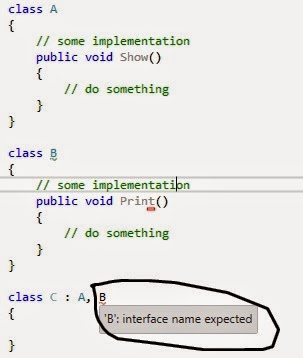 class A
{
// some implementation
public void Show()
{
// do something
}
}
class B
{
// some implementation
public void Print()
{
// do something
}
}
class C : A, B
{
'B': interface name expected
}